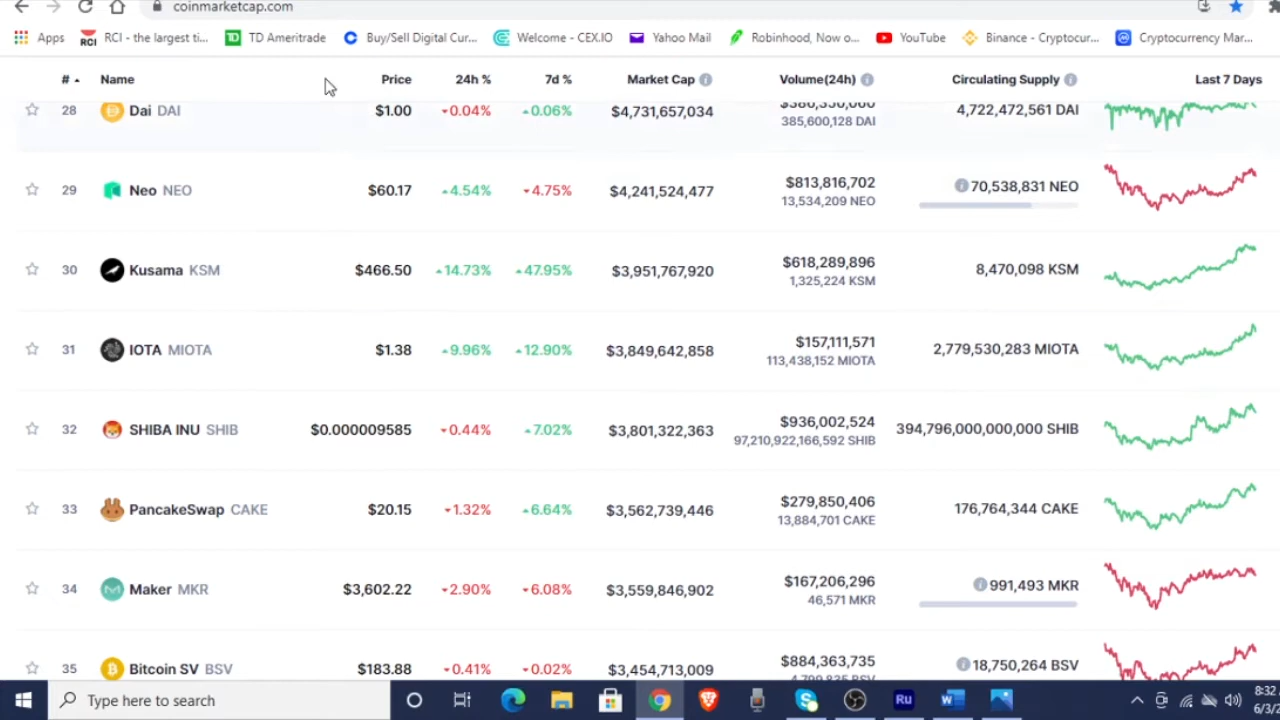 coinmarketcap.com
Apps RCI - the largest ti... TD Ameritrade Buy/Sell Digital Cur... Welcome - CEX.IO Yahoo Mail Robinhood, Now o... YouTube Binance - Cryptocur... Cryptocurrency Mar...
# Name Price 24h % 7d % Market Cap Volume(24h) Circulating Supply Last 7 Days
28 Dai DAI $1.00 0.04% 0.06% $4,731,657,034 $386,350,060 4,722,472,561 DAI
385,600,128 DAI
29 Neo NEO $60.17 4.54% 4.75% $4,241,524,477 $813,816,702 70,538,831 NEO
13,534,209 NEO
30 Kusama KSM $466.50 14.73% 47.95% $3,951,767,920 $618,289,896 8,470,098 KSM
1,325,224 KSM
31 IOTA MIOTA $1.38 9.96% 12.90% $3,849,642,858 $157,111,571 2,779,530,283 MIOTA
113,438,152 MIOTA
32 SHIBA INU SHIB $0.000009585 0.44% 7.02% $3,801,322,363 $936,002,524 394,796,000,000,000 SHIB
97,210,922,166,592 SHIB
33 PancakeSwap CAKE $20.15 1.32% 6.64% $3,562,739,446 $279,850,406 176,764,344 CAKE
13,884,701 CAKE
34 Maker MKR $3,602.22 2.90% 6.08% $3,559,846,902 $167,206,296 991,493 MKR
46,571 MKR
35 Bitcoin SV BSV $183.88 0.41% 0.02% $3,454,713,009 $884,363,735 18,750,264 BSV
Type here to search
Ru
8:32
6/3/2